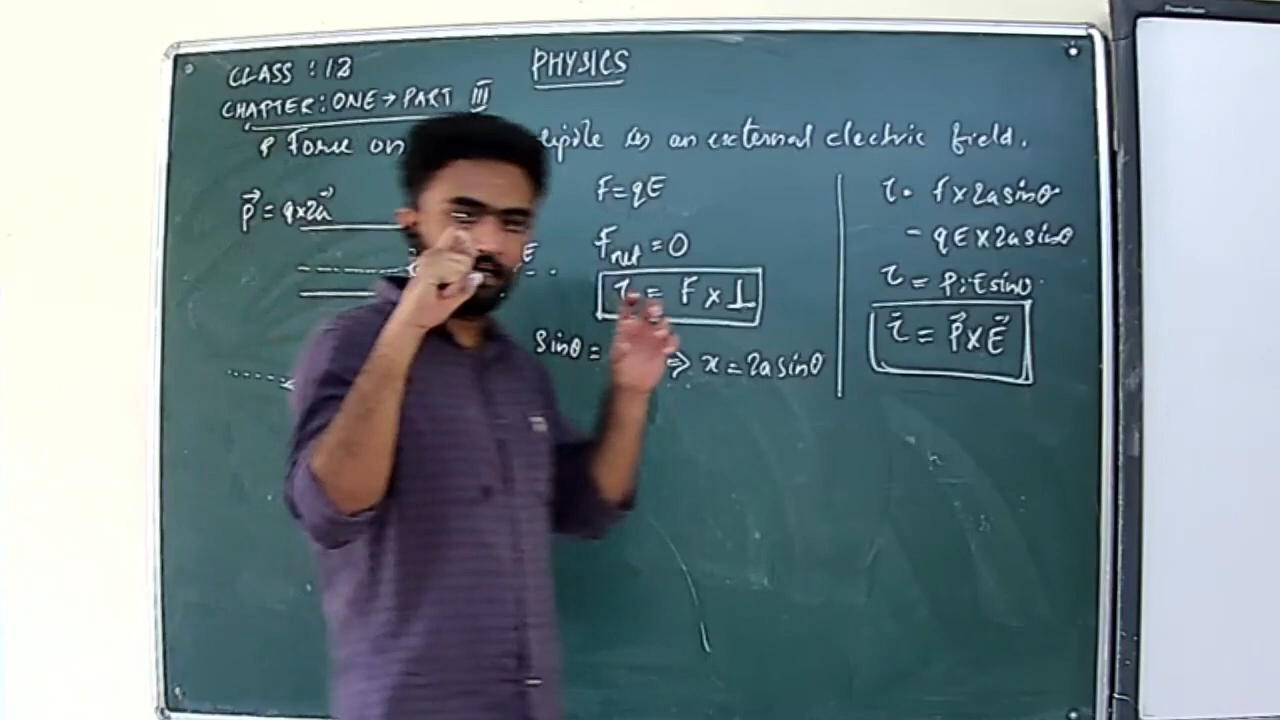 PHYSICS
CLASS : 12
CHAPTER : ONE → PART III
Force on dipole in an external electric field.
p⃗ = q×2a⃗
E
F = qE
F_net = 0
τ = F × ⊥
Sinθ = ⇒ x = 2a sinθ
τ = F × 2a sinθ
= qE × 2a sinθ
τ = P·E sinθ
τ⃗ = P⃗ × E⃗